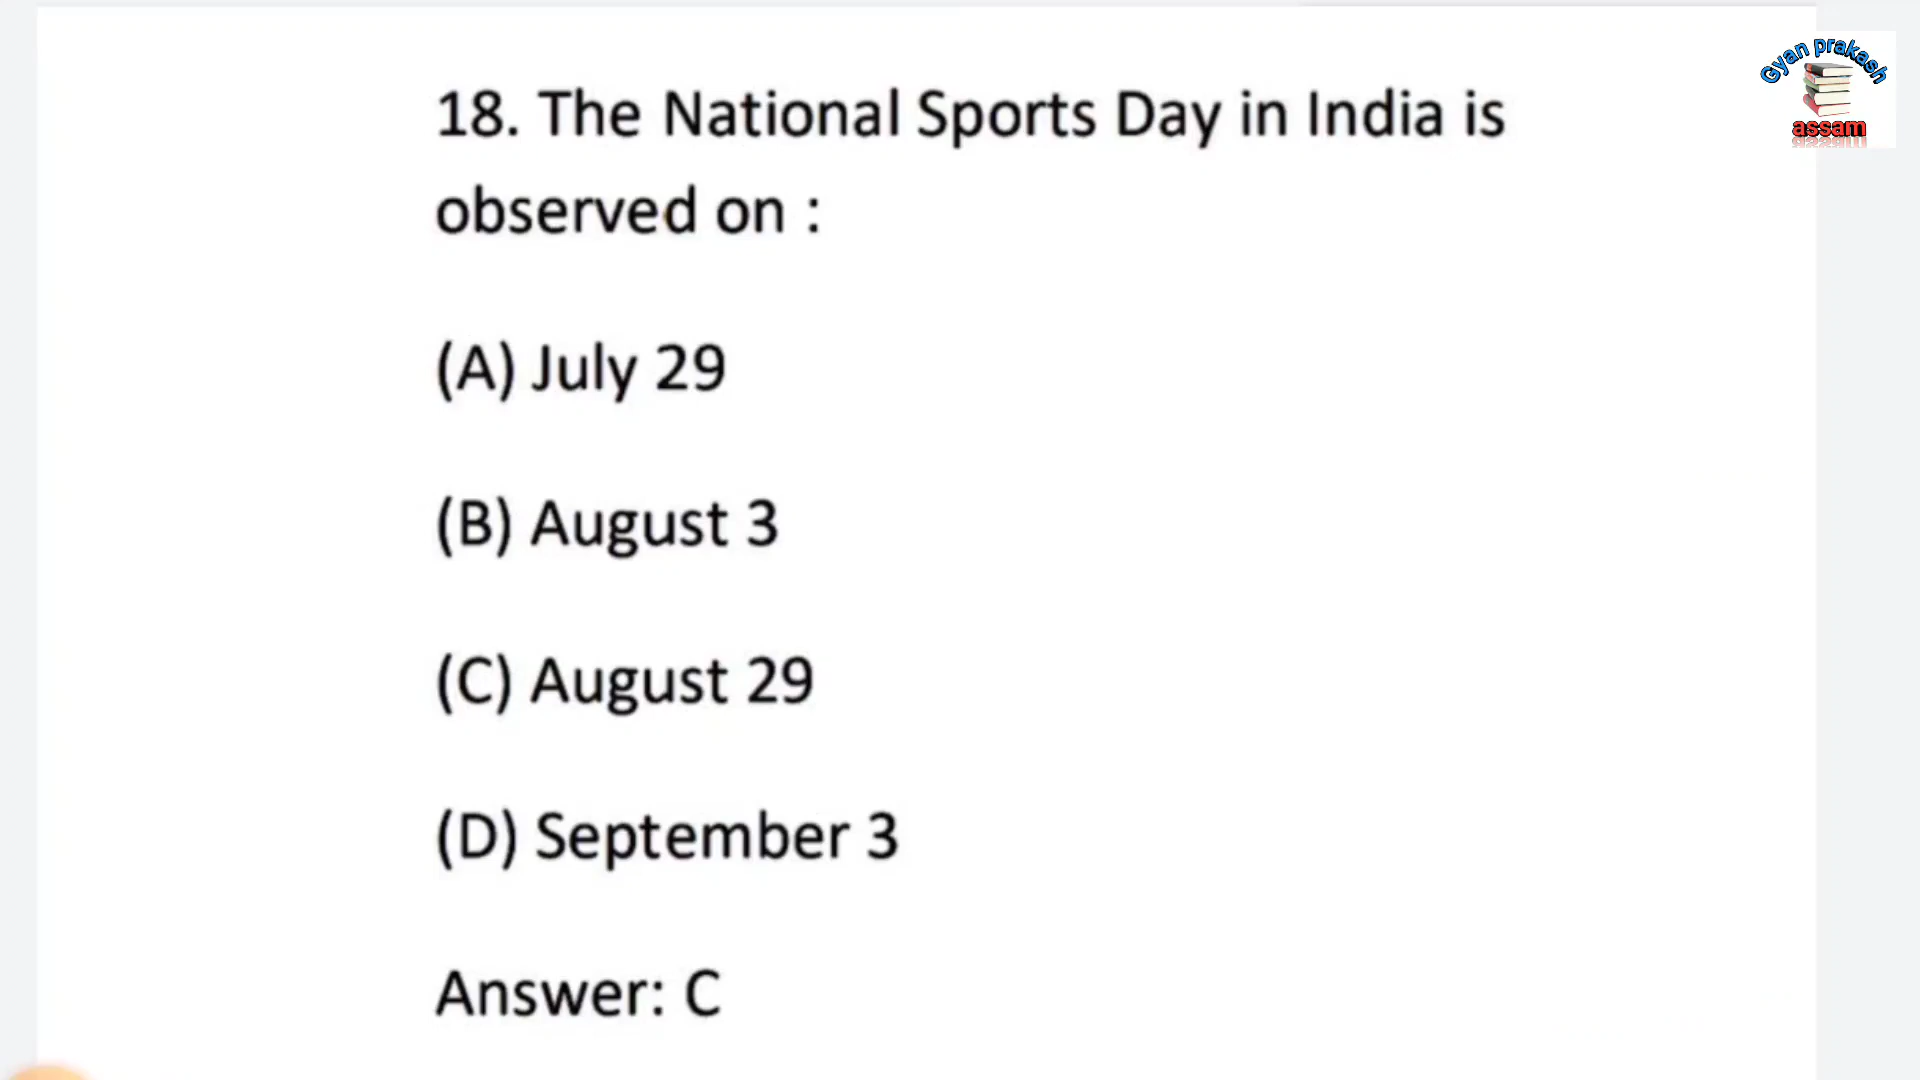 Gyan prakash
assam
18. The National Sports Day in India is
observed on :
(A) July 29
(B) August 3
(C) August 29
(D) September 3
Answer: C